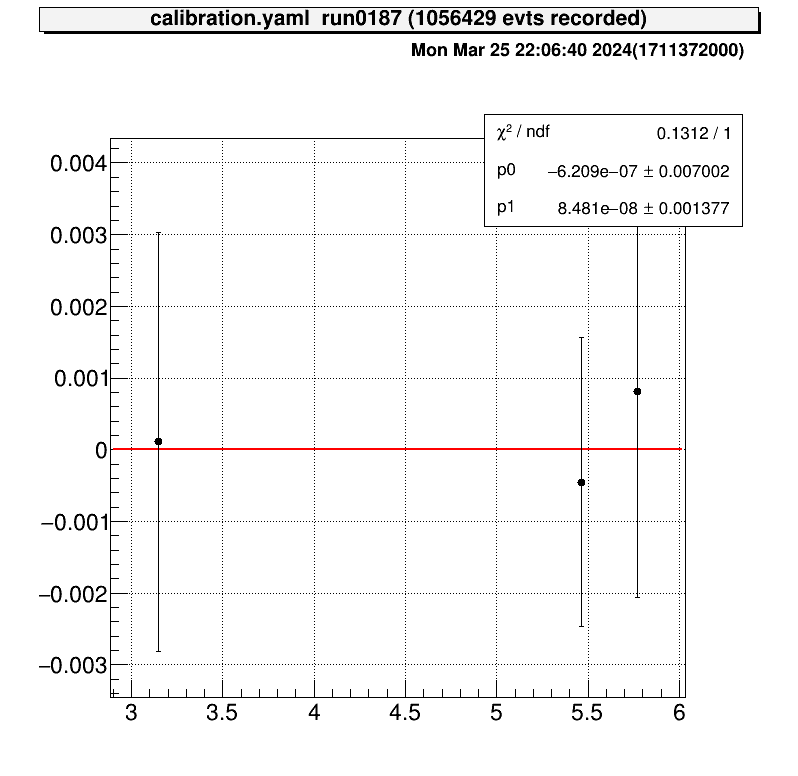 calibration.yaml run0187 (1056429 evts recorded)
Mon Mar 25 22:06:40 2024(1711372000)
χ² / ndf 0.1312 / 1
p0 −6.209e−07 ± 0.007002
p1 8.481e−08 ± 0.001377
0.004
0.003
0.002
0.001
0
−0.001
−0.002
−0.003
3 3.5 4 4.5 5 5.5 6